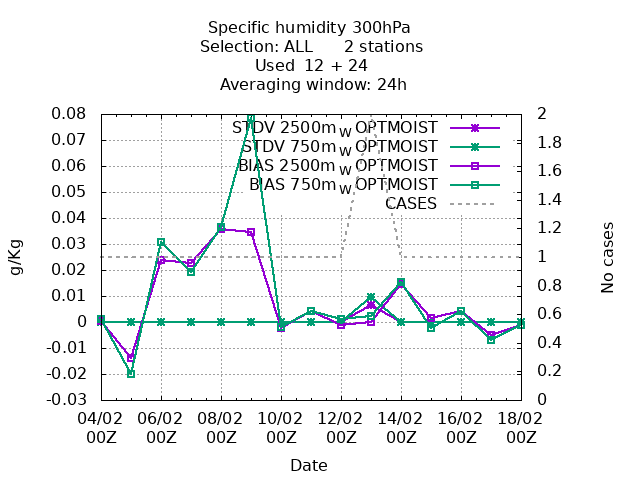 Specific humidity 300hPa
Selection: ALL 2 stations
Used 12 + 24
Averaging window: 24h
STDV 2500m_w OPTMOIST
STDV 750m_w OPTMOIST
BIAS 2500m_w OPTMOIST
BIAS 750m_w OPTMOIST
CASES
0.08
0.07
0.06
0.05
0.04
0.03
0.02
0.01
0
-0.01
-0.02
-0.03
g/Kg
2
1.8
1.6
1.4
1.2
1
0.8
0.6
0.4
0.2
0
No cases
04/02 06/02 08/02 10/02 12/02 14/02 16/02 18/02
00Z 00Z 00Z 00Z 00Z 00Z 00Z 00Z
Date